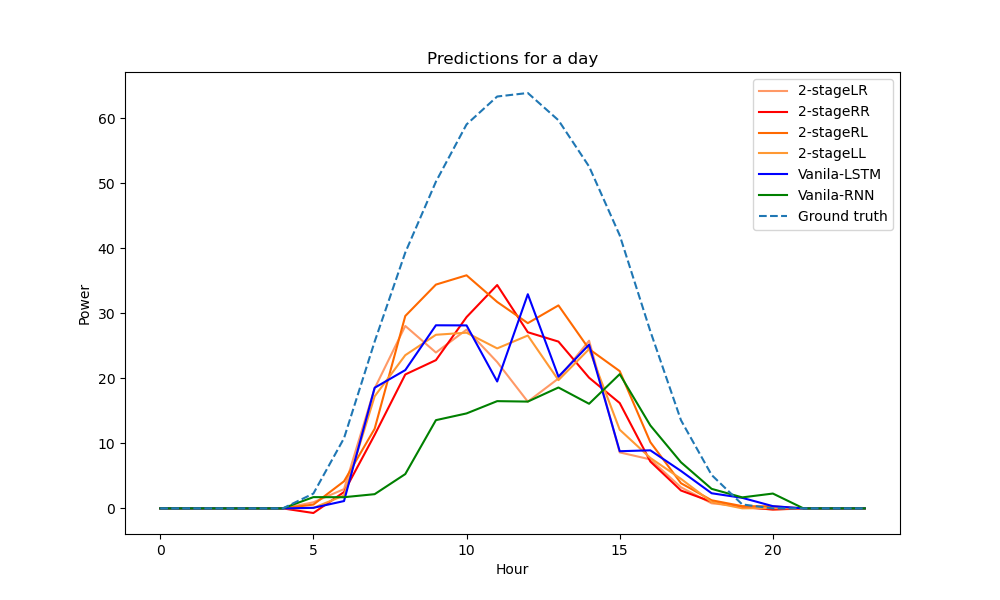 Predictions for a day
2-stageLR
2-stageRR
2-stageRL
2-stageLL
Vanila-LSTM
Vanila-RNN
Ground truth
60
50
40
30
20
10
0
Power
0 5 10 15 20
Hour